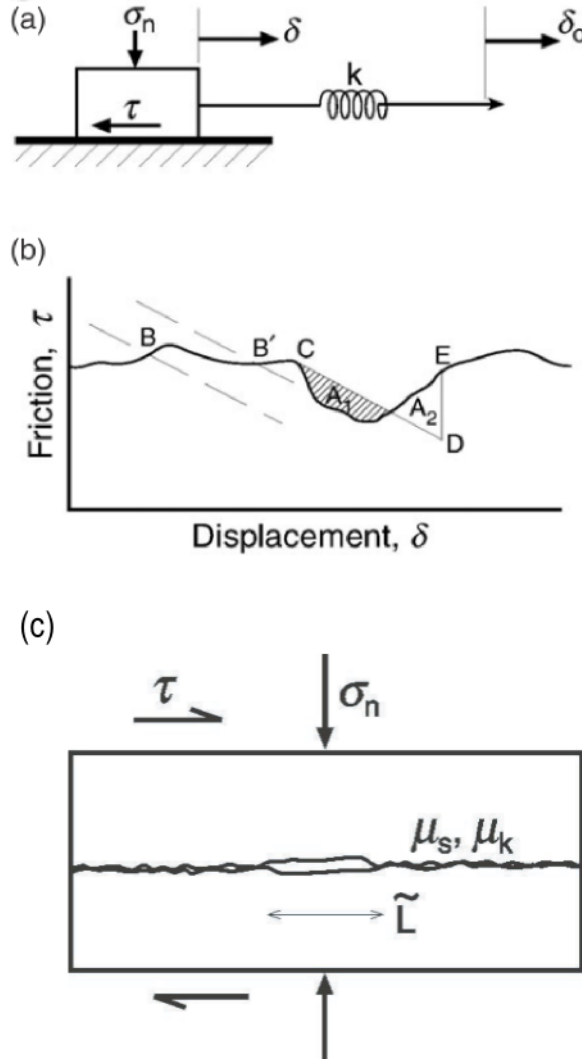 (a)
σn
δ
δo
k
τ
(b)
Friction, τ
B
B′
C
E
A1
A2
D
Displacement, δ
(c)
τ
σn
μs, μk
L̃